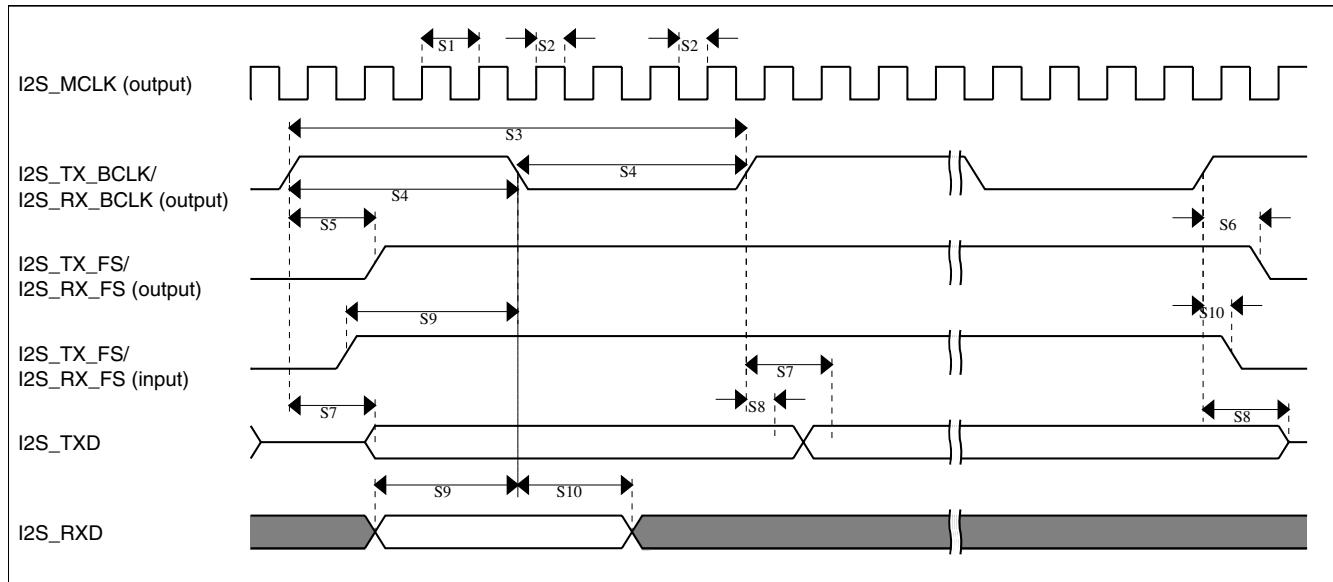 S1 S2 S2
I2S_MCLK (output)
S3
I2S_TX_BCLK/
I2S_RX_BCLK (output)
S4
S4
S5 S6
I2S_TX_FS/
I2S_RX_FS (output)
S9 S10
I2S_TX_FS/
I2S_RX_FS (input)
S7
S7 S8 S8
I2S_TXD
S9 S10
I2S_RXD